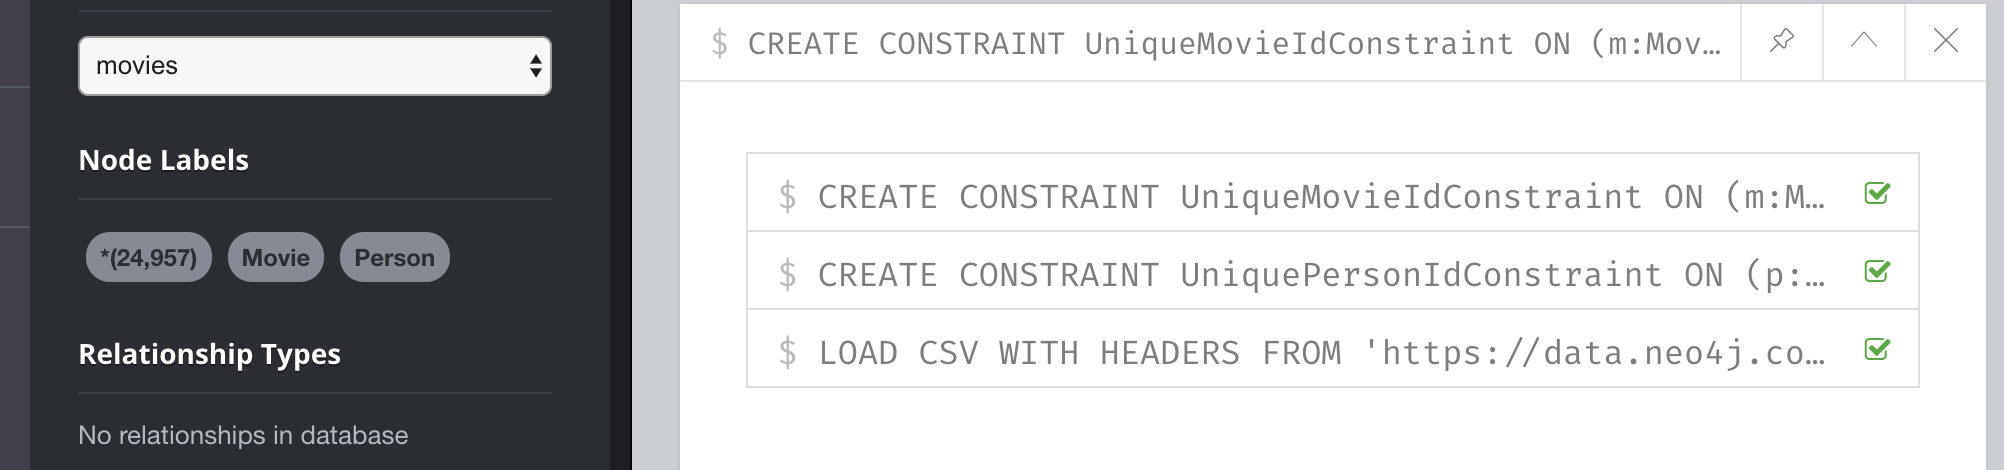 movies
Node Labels
*(24,957) Movie Person
Relationship Types
No relationships in database
$ CREATE CONSTRAINT UniqueMovieIdConstraint ON (m:Mov…
$ CREATE CONSTRAINT UniqueMovieIdConstraint ON (m:M…
$ CREATE CONSTRAINT UniquePersonIdConstraint ON (p:…
$ LOAD CSV WITH HEADERS FROM 'https://data.neo4j.co…